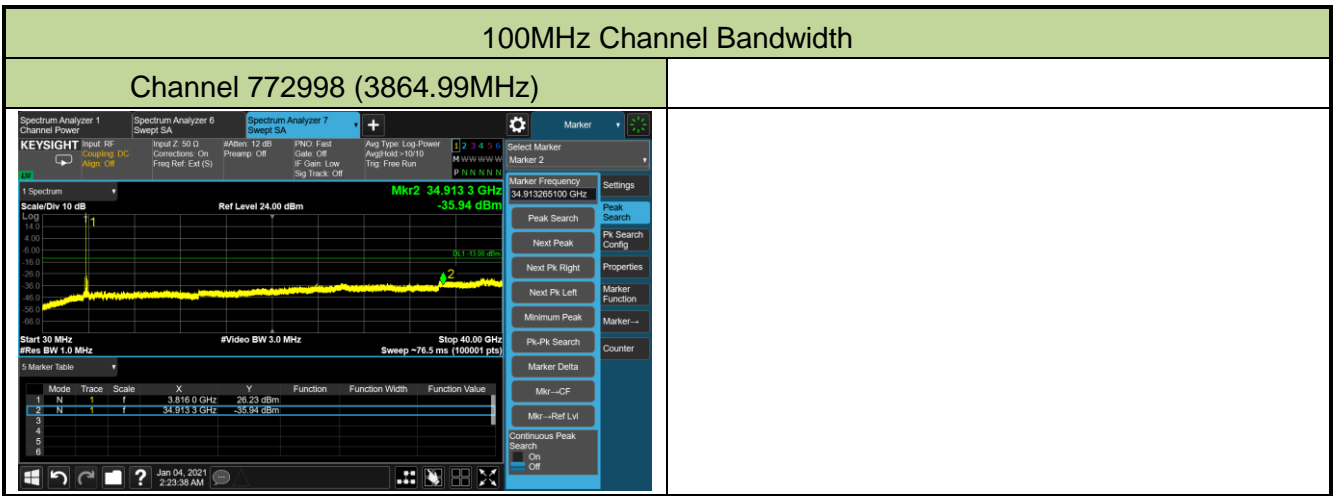 100MHz Channel Bandwidth
Channel 772998 (3864.99MHz)
Spectrum Analyzer 1
Channel Power
Spectrum Analyzer 6
Swept SA
Spectrum Analyzer 7
Swept SA
+
Marker
KEYSIGHT
Input: RF
Coupling: DC
Align: Off
Input Z: 50 Ω
Corrections: On
Freq Ref: Ext (S)
#Atten: 12 dB
Preamp: Off
PNO: Fast
Gate: Off
IF Gain: Low
Sig Track: Off
Avg Type: Log-Power
Avg|Hold:>10/10
Trig: Free Run
1 2 3 4 5 6
M W W W W W
P N N N N N
LXI
Select Marker
Marker 2
1 Spectrum
Scale/Div 10 dB
Ref Level 24.00 dBm
Mkr2 34.913 3 GHz
-35.94 dBm
Log
14.0
4.00
-6.00
-16.0
-26.0
-36.0
-46.0
-56.0
-66.0
1
DL1 -13.00 dBm
2
Start 30 MHz
#Res BW 1.0 MHz
#Video BW 3.0 MHz
Stop 40.00 GHz
Sweep ~76.5 ms (100001 pts)
5 Marker Table
Mode Trace Scale X Y Function Function Width Function Value
1 N 1 f 3.816 0 GHz 26.23 dBm
2 N 1 f 34.913 3 GHz -35.94 dBm
3
4
5
6
Marker Frequency
34.913265100 GHz
Peak Search
Next Peak
Next Pk Right
Next Pk Left
Minimum Peak
Pk-Pk Search
Marker Delta
Mkr→CF
Mkr→Ref Lvl
Continuous Peak
Search
On
Off
Settings
Peak
Search
Pk Search
Config
Properties
Marker
Function
Marker→
Counter
?
Jan 04, 2021
2:23:38 AM